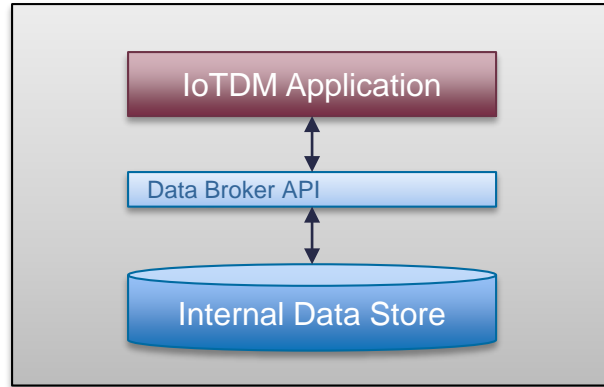 IoTDM Application
Data Broker API
Internal Data Store